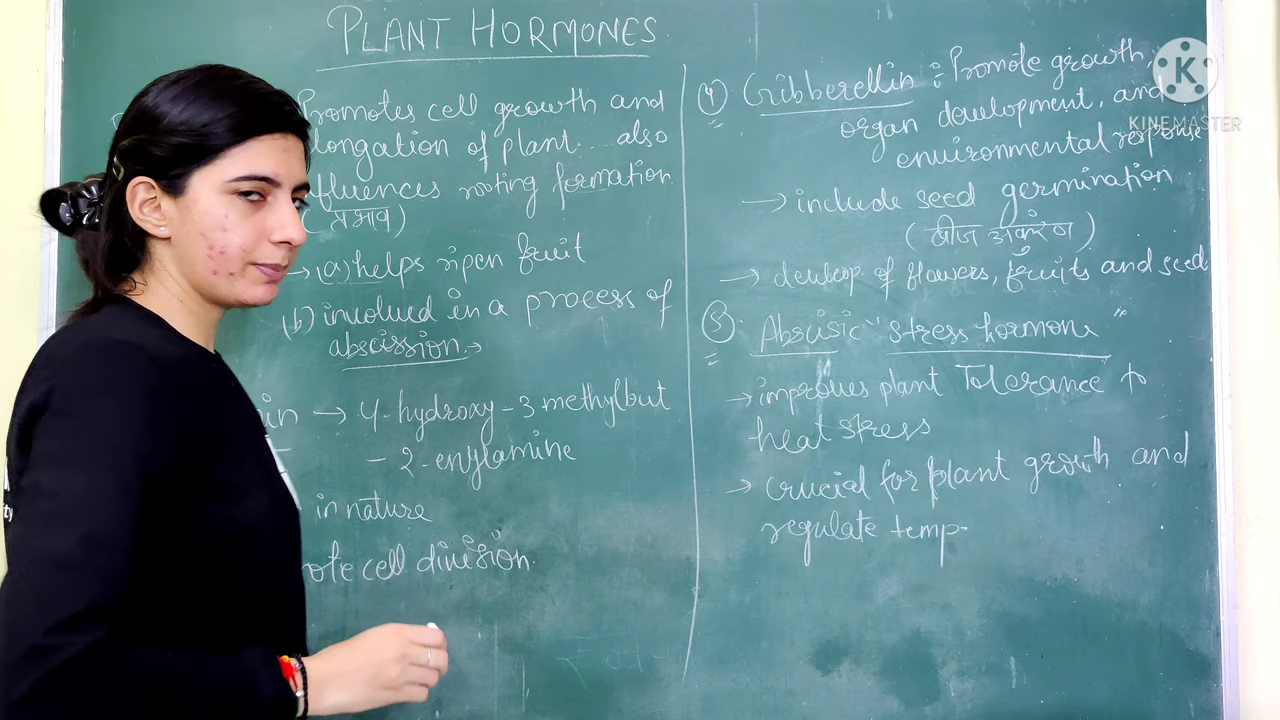 PLANT HORMONES
Promotes cell growth and
longation of plant... also
fluences rooting formation
(प्रभाव)
→ (a) helps ripen fruit
(b) involved in a process of
abscission. →
in → 4-hydroxy-3 methylbut
- 2-enylamine
in nature
ote cell division.
(4) Gibberellin : Promote growth,
organ development, and
environmental response
→ include seed germination
(बीज अंकुरण)
→ develop. of flowers, fruits and seed
(5). Abscisic "stress hormone"
→ improves plant Tolerance to
heat stress
→ crucial for plant growth and
regulate temp.
K
KINEMASTER
ty